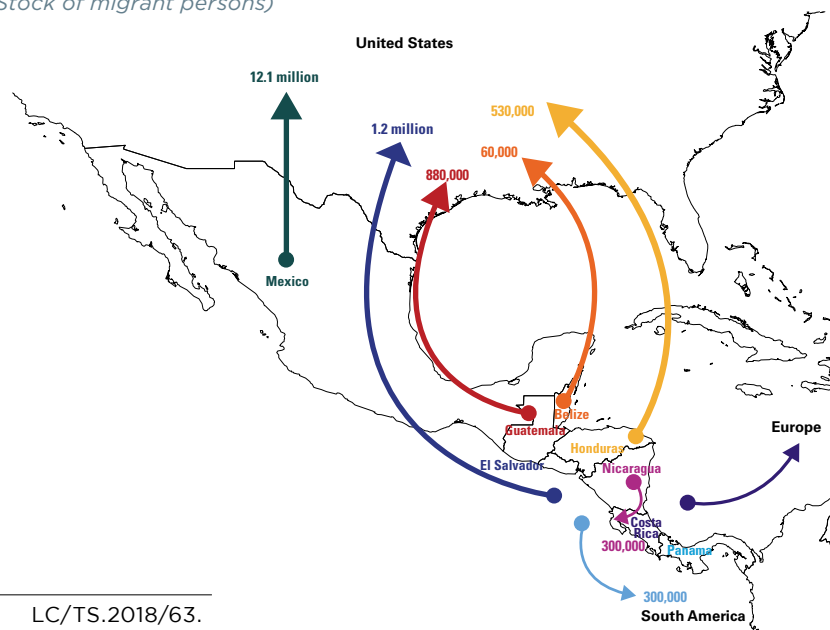 Stock of migrant persons)
United States
12.1 million
530,000
1.2 million
60,000
880,000
Mexico
Belize
Guatemala
Europe
Honduras
El Salvador
Nicaragua
Costa
Rica
300,000
Panama
300,000
LC/TS.2018/63.
South America